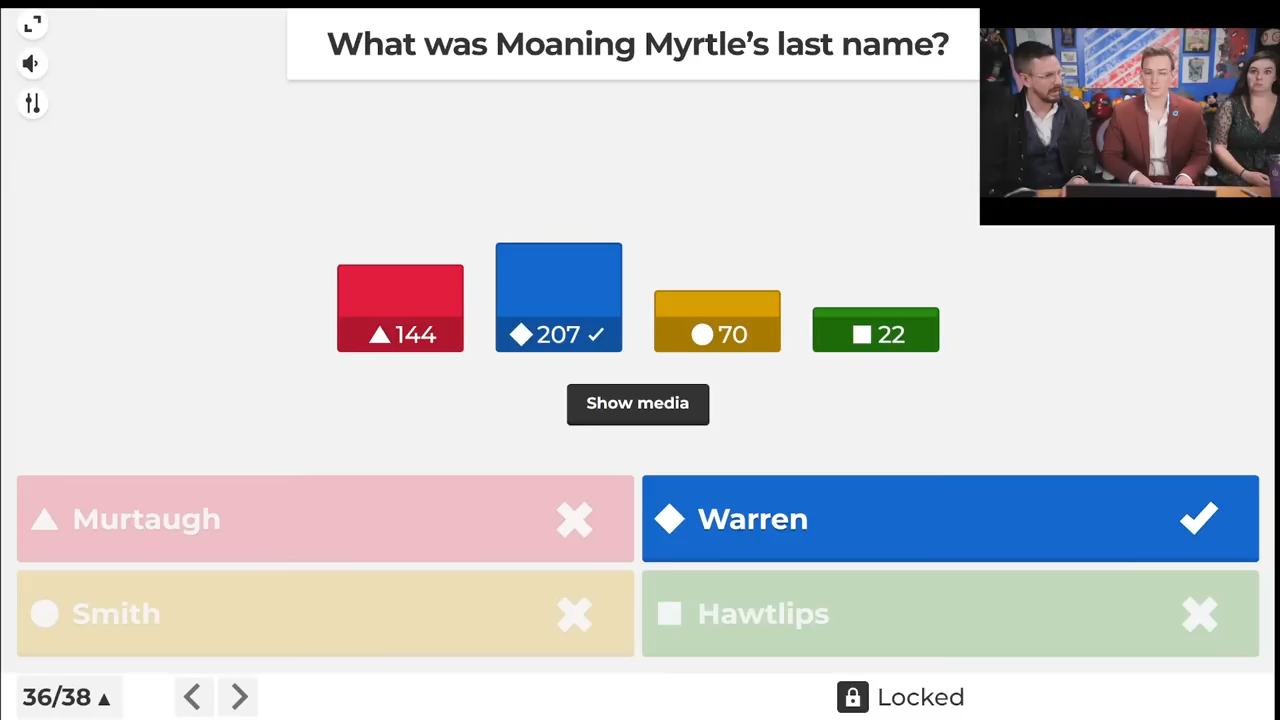 What was Moaning Myrtle's last name?
144
207
70
22
Show media
Murtaugh
Warren
Smith
Hawtlips
36/38
Locked